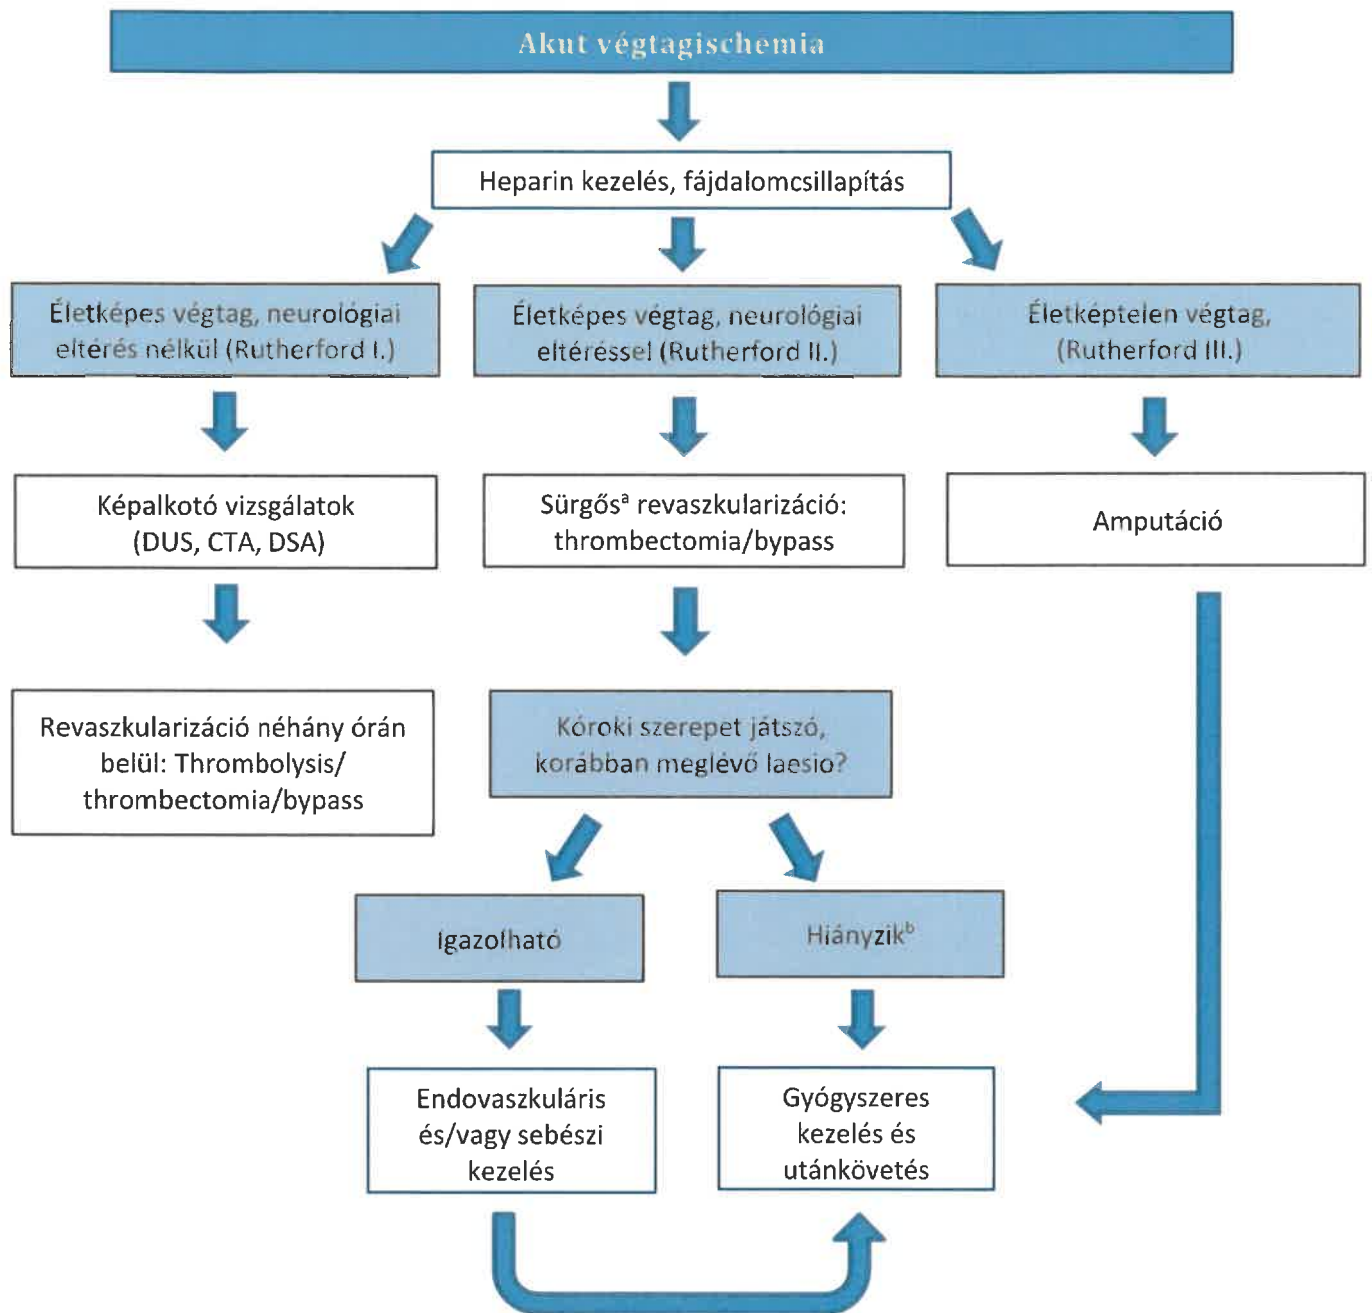 Akut végtagischemia
Heparin kezelés, fájdalomcsillapítás
Életképes végtag, neurológiai
eltérés nélkül (Rutherford I.)
Életképes végtag, neurológiai
eltéréssel (Rutherford II.)
Életképtelen végtag,
(Rutherford III.)
Képalkotó vizsgálatok
(DUS, CTA, DSA)
Sürgősᵃ revaszkularizáció:
thrombectomia/bypass
Amputáció
Revaszkularizáció néhány órán
belül: Thrombolysis/
thrombectomia/bypass
Kóroki szerepet játszó,
korábban meglévő laesio?
Igazolható
Hiányzikᵇ
Endovaszkuláris
és/vagy sebészi
kezelés
Gyógyszeres
kezelés és
utánkövetés